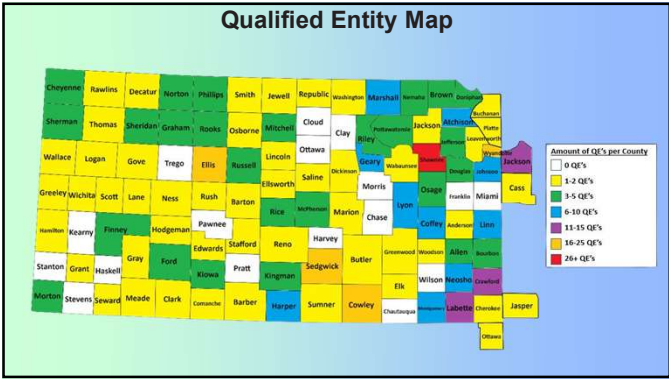 Qualified Entity Map
Cheyenne Rawlins Decatur Norton Phillips Smith Jewell Republic Washington Marshall Nemaha Brown Doniphan
Buchanan
Sherman Thomas Sheridan Graham Rooks Osborne Mitchell Cloud Clay Riley Pottawatomie Jackson Atchison Platte
Jefferson Leavenworth
Wallace Logan Gove Trego Ellis Russell Lincoln Ottawa Geary Wabaunsee Shawnee Douglas Johnson Jackson
Ellsworth Saline Dickinson Morris Osage Franklin Miami Cass
Greeley Wichita Scott Lane Ness Rush Barton Rice McPherson Marion Chase Lyon Coffey Anderson Linn
Hamilton Kearny Finney Hodgeman Pawnee Stafford Reno Harvey Butler Greenwood Woodson Allen Bourbon
Stanton Grant Haskell Gray Ford Edwards Kiowa Pratt Kingman Sedgwick Elk Wilson Neosho Crawford
Morton Stevens Seward Meade Clark Comanche Barber Harper Sumner Cowley Chautauqua Montgomery Labette Cherokee Jasper
Ottawa
Amount of QE's per County
0 QE's
1-2 QE's
3-5 QE's
6-10 QE's
11-15 QE's
16-25 QE's
26+ QE's